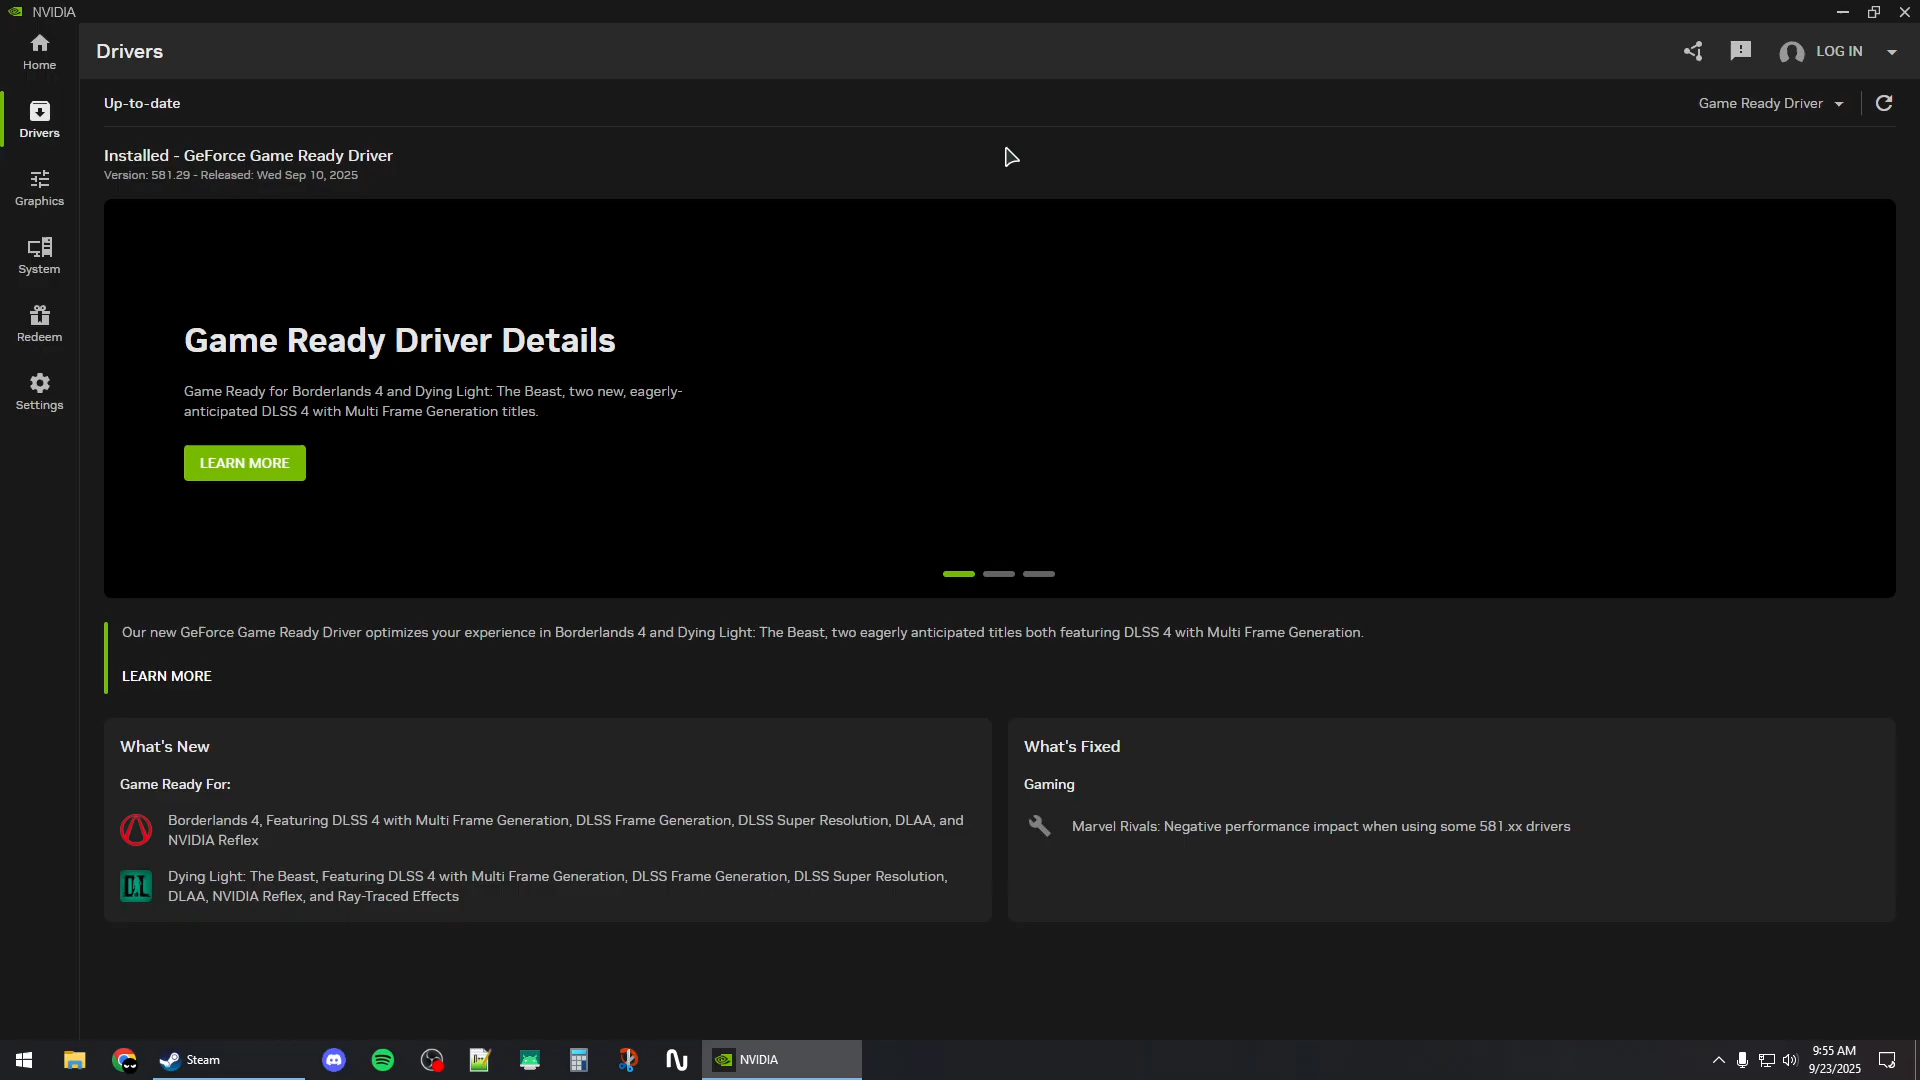 NVIDIA
Home
Drivers
Graphics
System
Redeem
Settings
Drivers
LOG IN
Up-to-date
Game Ready Driver
Installed - GeForce Game Ready Driver
Version: 581.29 - Released: Wed Sep 10, 2025
Game Ready Driver Details
Game Ready for Borderlands 4 and Dying Light: The Beast, two new, eagerly-
anticipated DLSS 4 with Multi Frame Generation titles.
LEARN MORE
Our new GeForce Game Ready Driver optimizes your experience in Borderlands 4 and Dying Light: The Beast, two eagerly anticipated titles both featuring DLSS 4 with Multi Frame Generation.
LEARN MORE
What's New
Game Ready For:
Borderlands 4, Featuring DLSS 4 with Multi Frame Generation, DLSS Frame Generation, DLSS Super Resolution, DLAA, and
NVIDIA Reflex
DL
Dying Light: The Beast, Featuring DLSS 4 with Multi Frame Generation, DLSS Frame Generation, DLSS Super Resolution,
DLAA, NVIDIA Reflex, and Ray-Traced Effects
What's Fixed
Gaming
Marvel Rivals: Negative performance impact when using some 581.xx drivers
Steam
NVIDIA
9:55 AM
9/23/2025